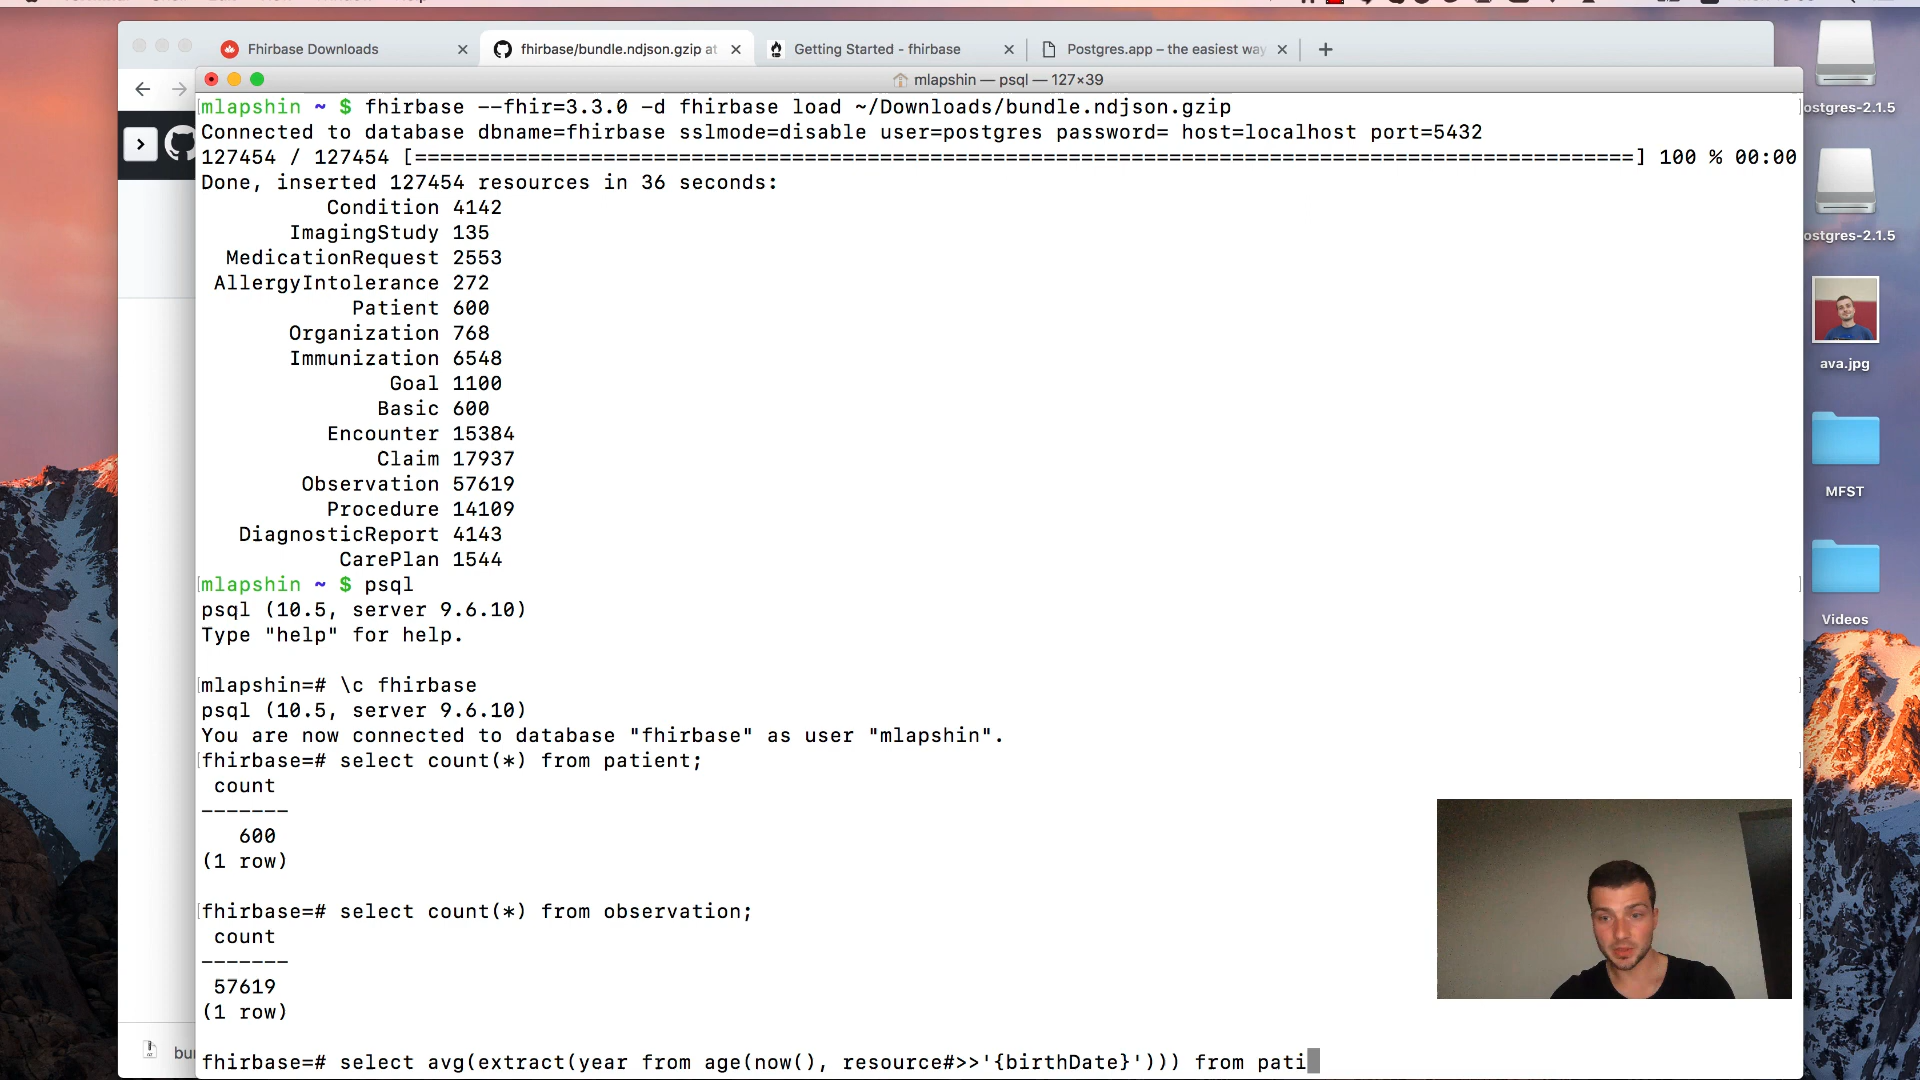 Fhirbase Downloads
fhirbase/bundle.ndjson.gzip at
Getting Started - fhirbase
Postgres.app – the easiest way
mlapshin — psql — 127×39
mlapshin ~ $ fhirbase --fhir=3.3.0 -d fhirbase load ~/Downloads/bundle.ndjson.gzip
Connected to database dbname=fhirbase sslmode=disable user=postgres password= host=localhost port=5432
127454 / 127454 [=================================================================================================] 100 % 00:00
Done, inserted 127454 resources in 36 seconds:
Condition 4142
ImagingStudy 135
MedicationRequest 2553
AllergyIntolerance 272
Patient 600
Organization 768
Immunization 6548
Goal 1100
Basic 600
Encounter 15384
Claim 17937
Observation 57619
Procedure 14109
DiagnosticReport 4143
CarePlan 1544
mlapshin ~ $ psql
psql (10.5, server 9.6.10)
Type "help" for help.
mlapshin=# \c fhirbase
psql (10.5, server 9.6.10)
You are now connected to database "fhirbase" as user "mlapshin".
fhirbase=# select count(*) from patient;
count
-------
600
(1 row)
fhirbase=# select count(*) from observation;
count
-------
57619
(1 row)
fhirbase=# select avg(extract(year from age(now(), resource#>>'{birthDate}'))) from pati
bu
ostgres-2.1.5
ostgres-2.1.5
ava.jpg
MFST
Videos